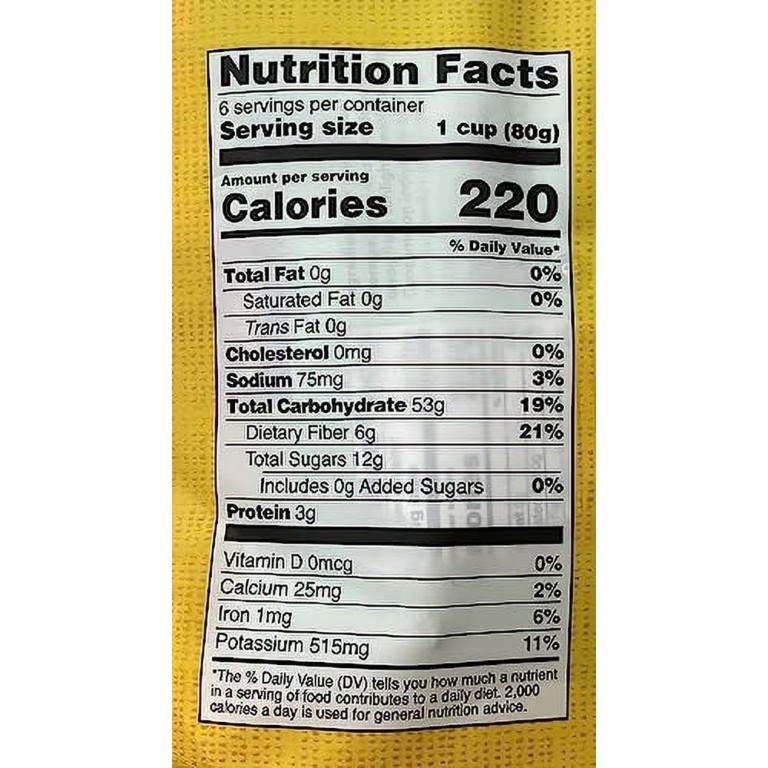 Nutrition Facts
6 servings per container
Serving size 1 cup (80g)
Amount per serving
Calories 220
% Daily Value*
Total Fat 0g 0%
Saturated Fat 0g 0%
Trans Fat 0g
Cholesterol 0mg 0%
Sodium 75mg 3%
Total Carbohydrate 53g 19%
Dietary Fiber 6g 21%
Total Sugars 12g
Includes 0g Added Sugars 0%
Protein 3g
Vitamin D 0mcg 0%
Calcium 25mg 2%
Iron 1mg 6%
Potassium 515mg 11%
*The % Daily Value (DV) tells you how much a nutrient
in a serving of food contributes to a daily diet. 2,000
calories a day is used for general nutrition advice.